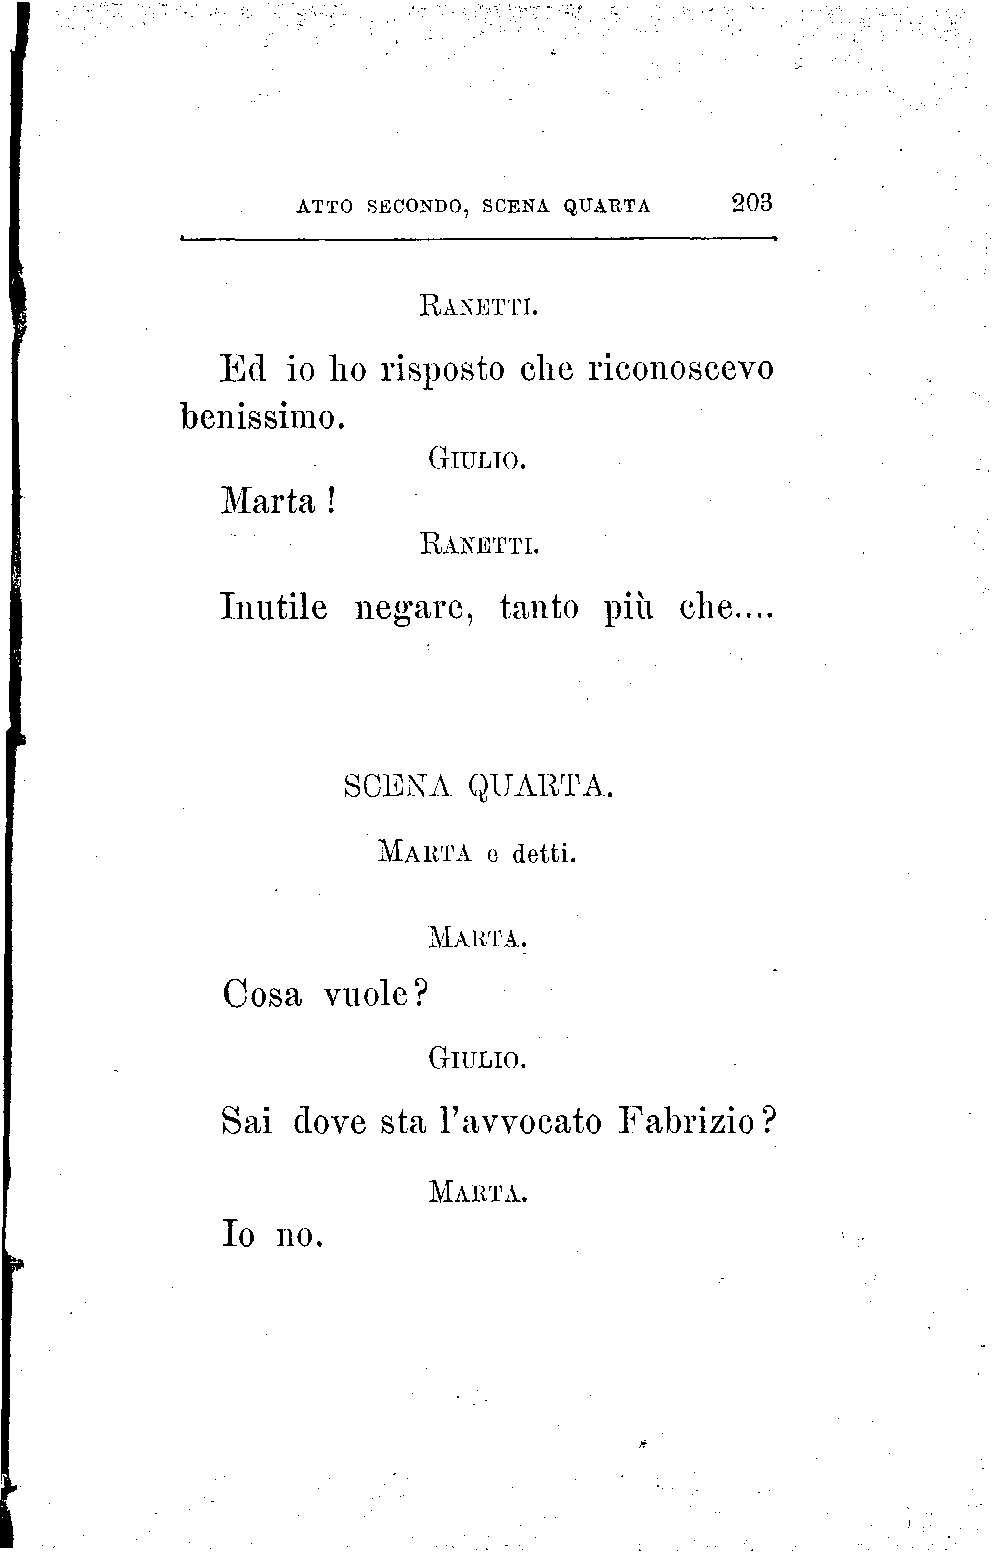 ATTO SECONDO, SCENA QUARTA 203
RANETTI.
Ed io ho risposto che riconoscevo
benissimo.
GIULIO.
Marta !
RANETTI.
Inutile negare, tanto più che....
SCENA QUARTA.
MARTA e detti.
MARTA.
Cosa vuole?
GIULIO.
Sai dove sta l'avvocato Fabrizio?
MARTA.
Io no.